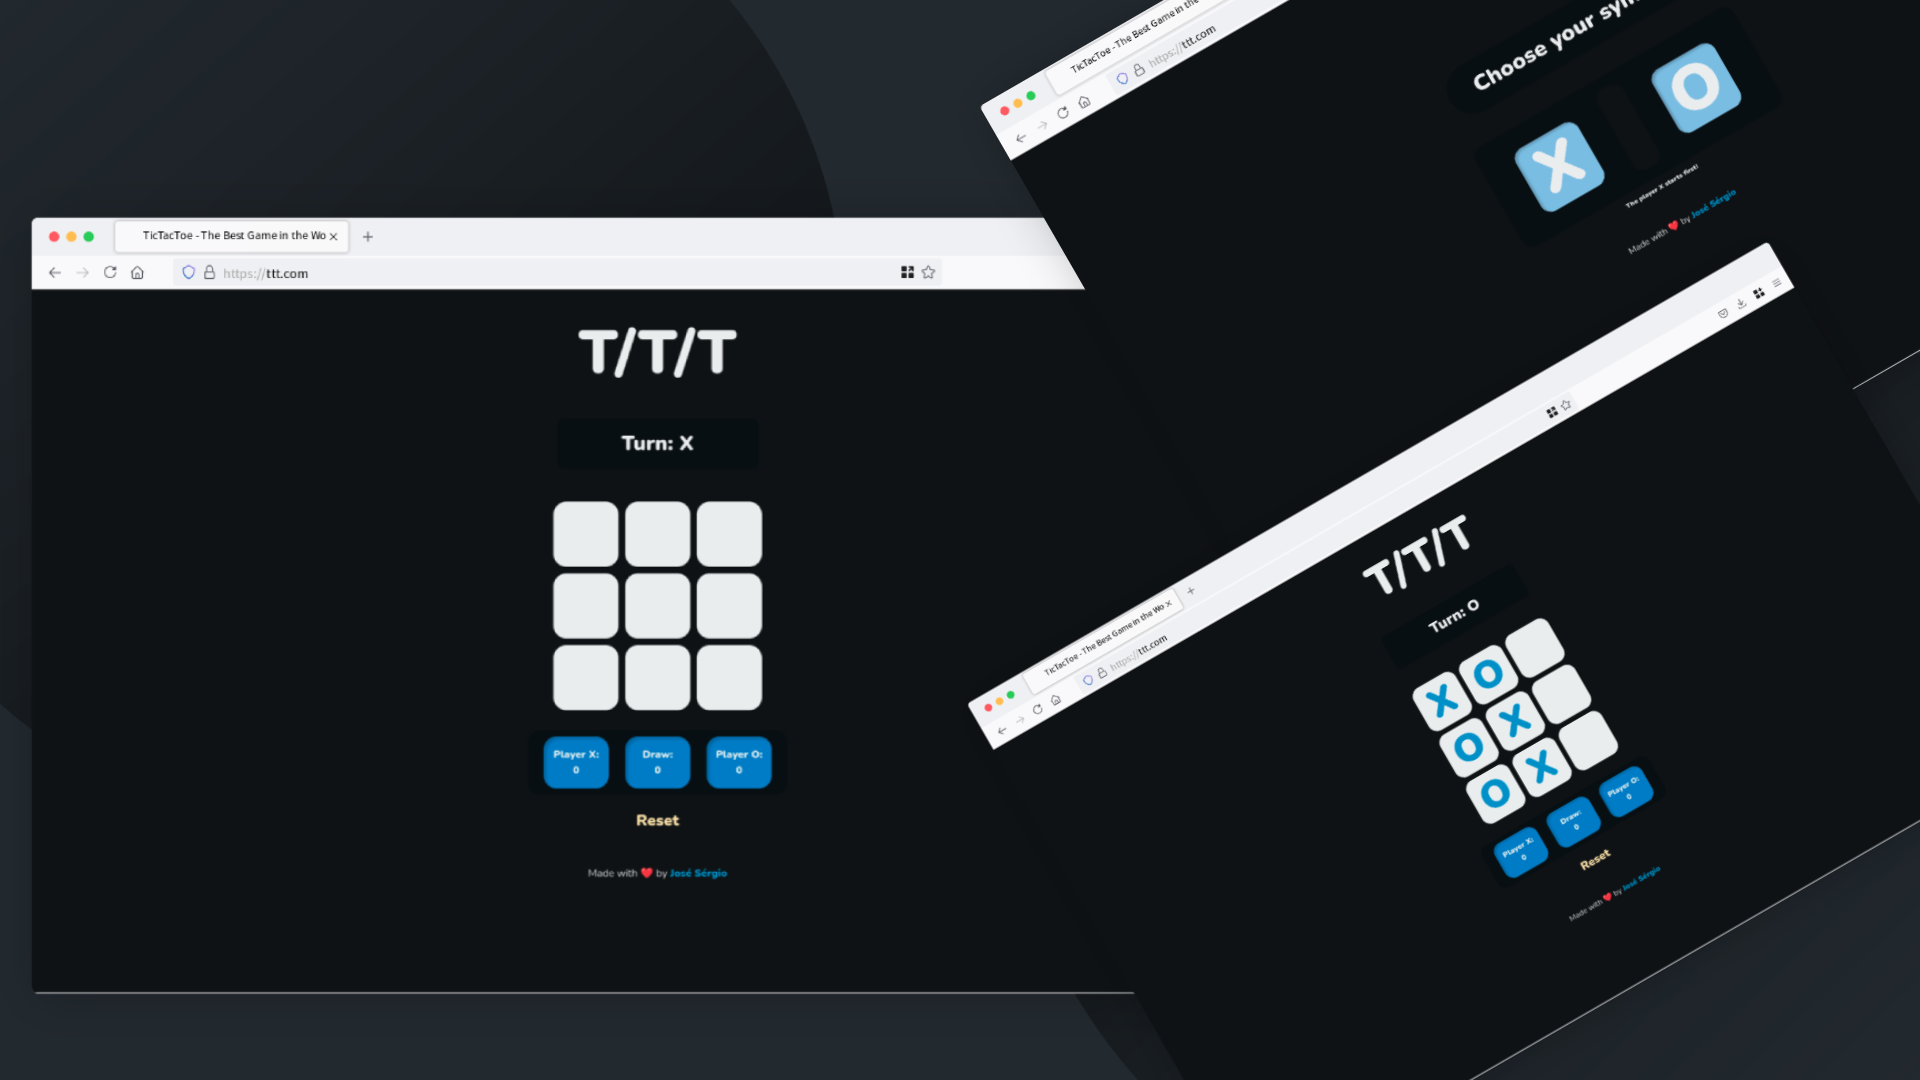 TicTacToe - The Best Game in the Wo
https://ttt.com
T/T/T
Turn: X
Player X:
0
Draw:
0
Player O:
0
Reset
Made with ❤️ by José Sérgio
TicTacToe - The Best Game in the
https://ttt.com
Choose your
X
O
The player X starts first!
Made with ❤️ by José Sérgio
TicTacToe - The Best Game in the Wo
https://ttt.com
T/T/T
Turn: O
X O
O X
O X
Player X:
0
Draw:
0
Player O:
0
Reset
Made with ❤️ by José Sérgio